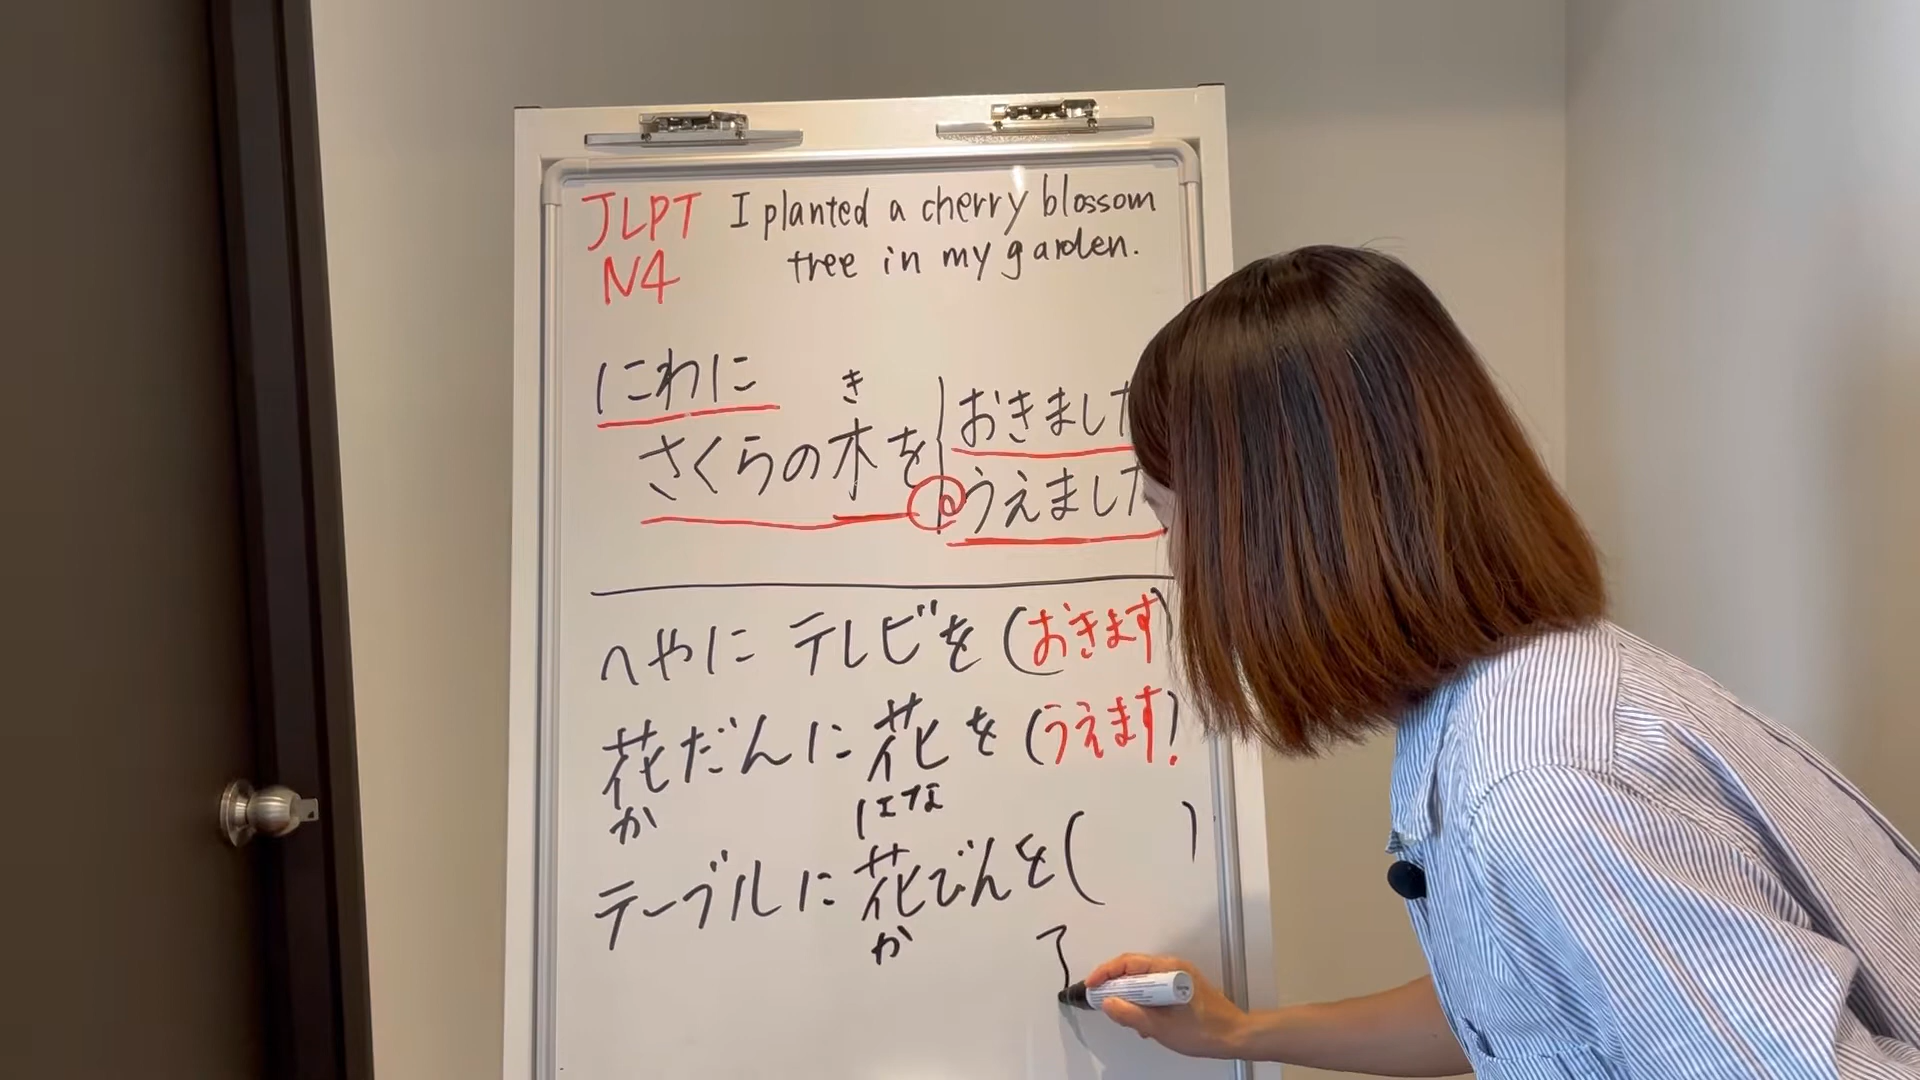 JLPT I planted a cherry blossom
N4 tree in my garden.
にわに
き
さくらの木を
おきました
うえました
へやに テレビを (おきます)
花だんに花を (うえます)
か はな
テーブルに花びんを( )
か